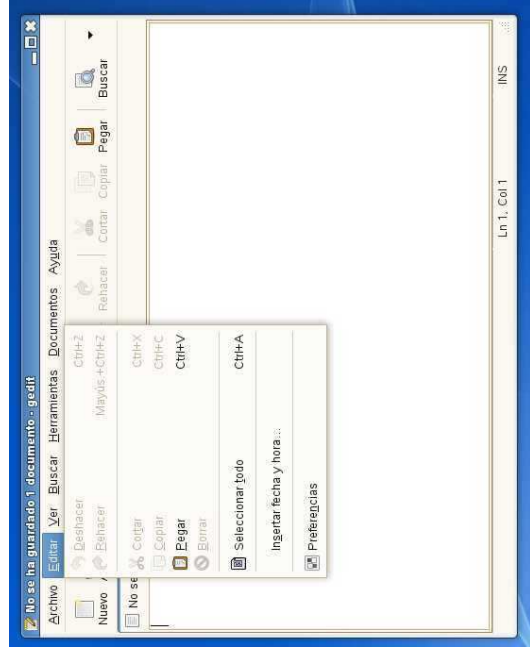 No se ha guardado 1 documento - gedit
Archivo Editar Ver Buscar Herramientas Documentos Ayuda
Nuevo Rehacer Cortar Copiar Pegar Buscar
No se
Deshacer Ctrl+Z
Rehacer Mayús.+Ctrl+Z
Cortar Ctrl+X
Copiar Ctrl+C
Pegar Ctrl+V
Borrar
Seleccionar todo Ctrl+A
Insertar fecha y hora...
Preferencias
Ln 1, Col 1 INS